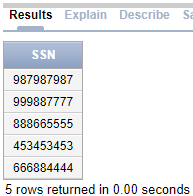 Results Explain Describe
SSN
987987987
999887777
888665555
453453453
666884444
5 rows returned in 0.00 seconds